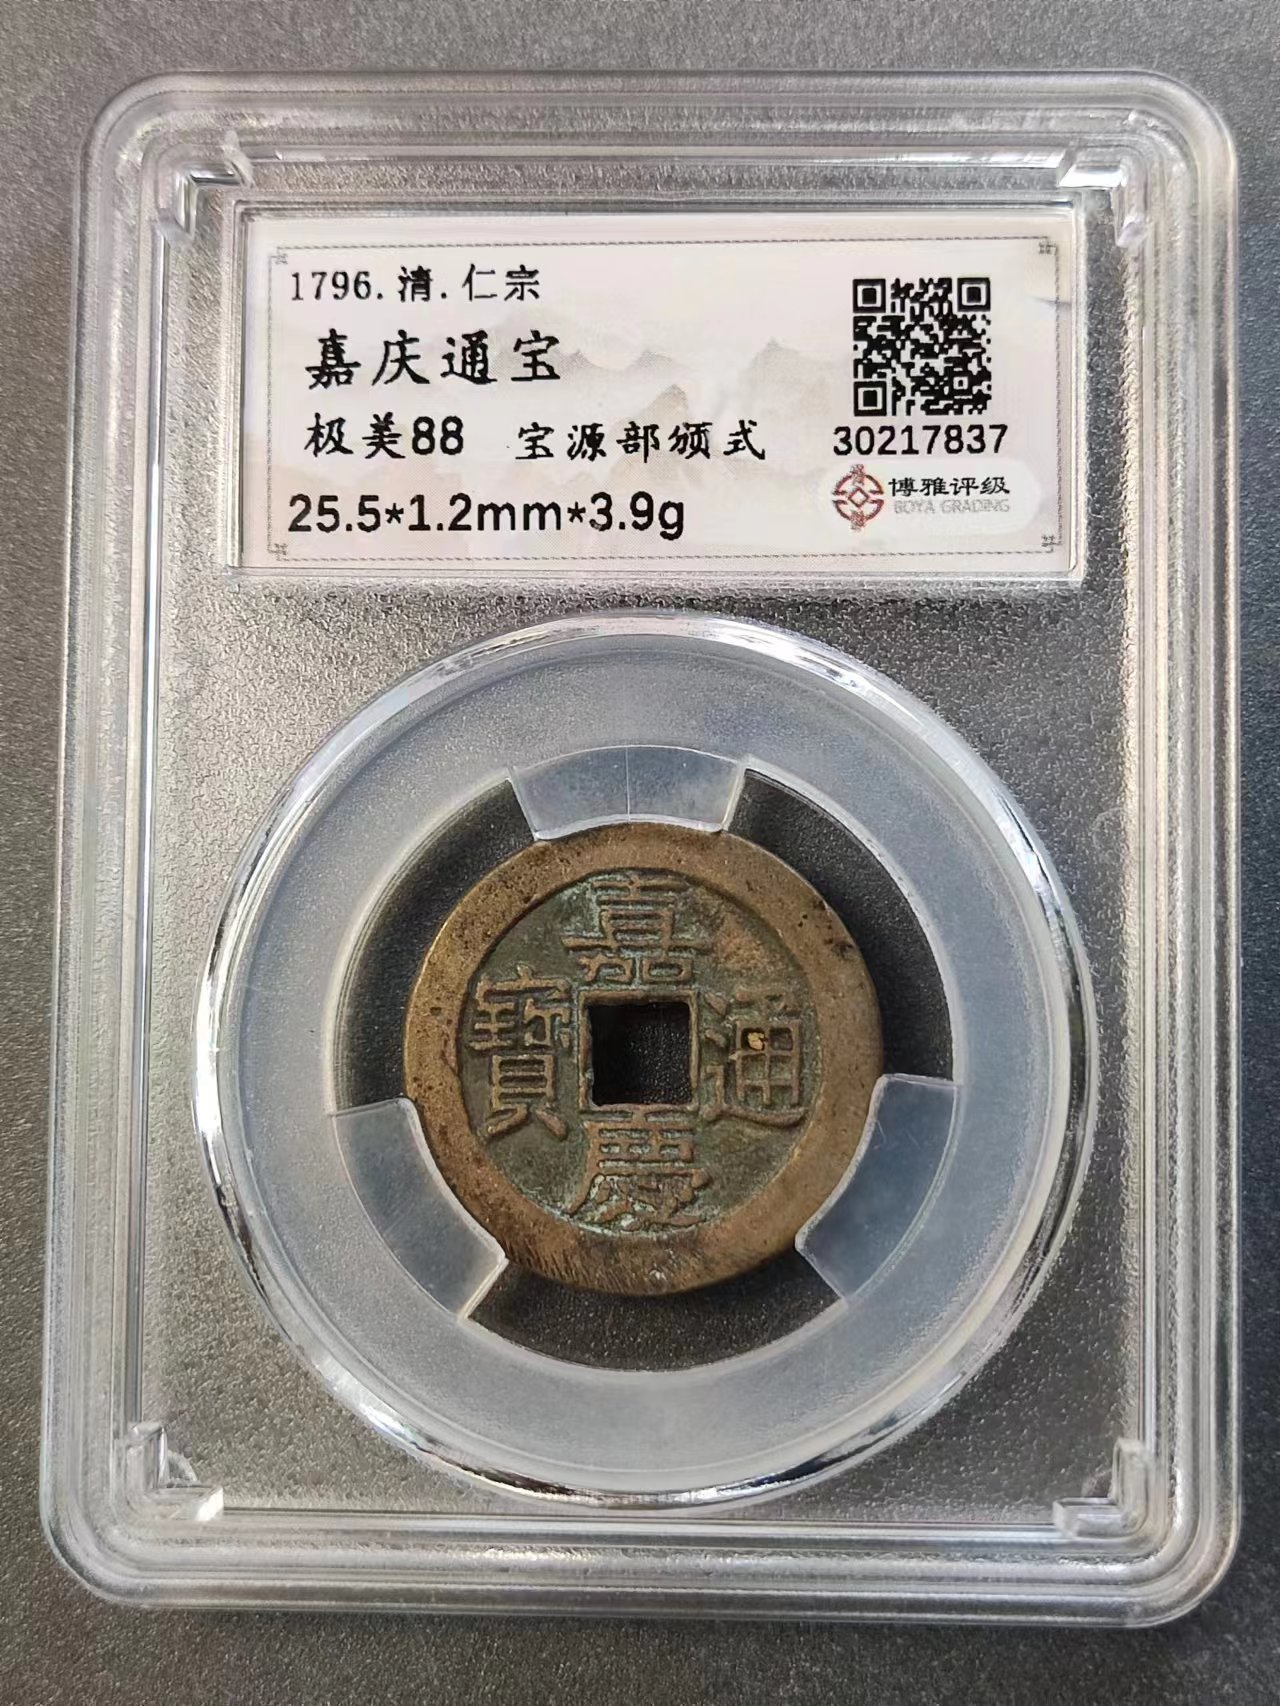 1796.清.仁宗
嘉庆通宝
极美88 宝源部颁式
25.5*1.2mm*3.9g
30217837
博雅评级
BOYA GRADING
嘉慶通寶